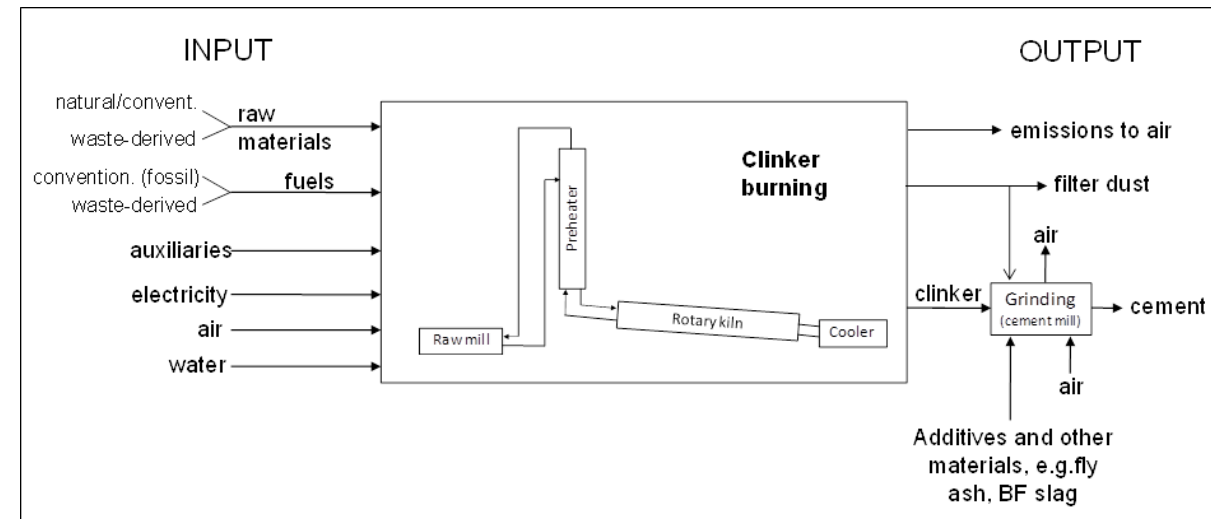 INPUT
OUTPUT
natural/convent.
waste-derived
raw
materials
convention. (fossil)
waste-derived
fuels
auxiliaries
electricity
air
water
Clinker
burning
Preheater
Raw mill
Rotary kiln
Cooler
emissions to air
filter dust
air
clinker
Grinding
(cement mill)
cement
air
Additives and other
materials, e.g.fly
ash, BF slag